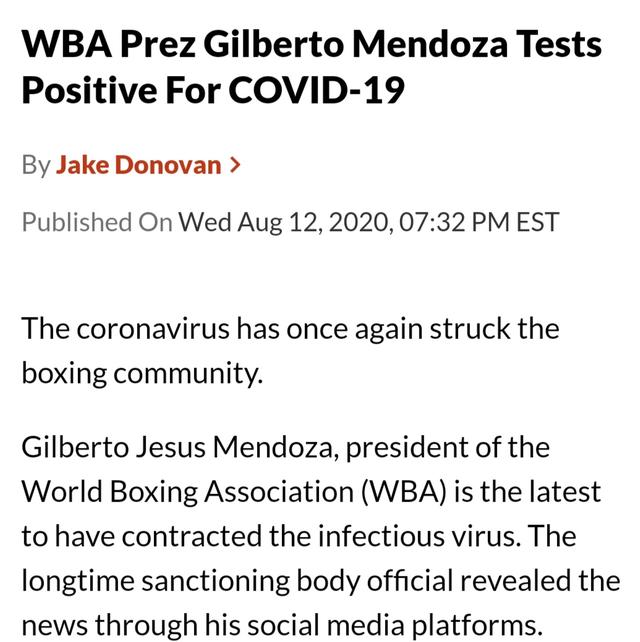 WBA Prez Gilberto Mendoza Tests
Positive For COVID-19
By Jake Donovan >
Published On Wed Aug 12, 2020, 07:32 PM EST
The coronavirus has once again struck the
boxing community.
Gilberto Jesus Mendoza, president of the
World Boxing Association (WBA) is the latest
to have contracted the infectious virus. The
longtime sanctioning body official revealed the
news through his social media platforms.